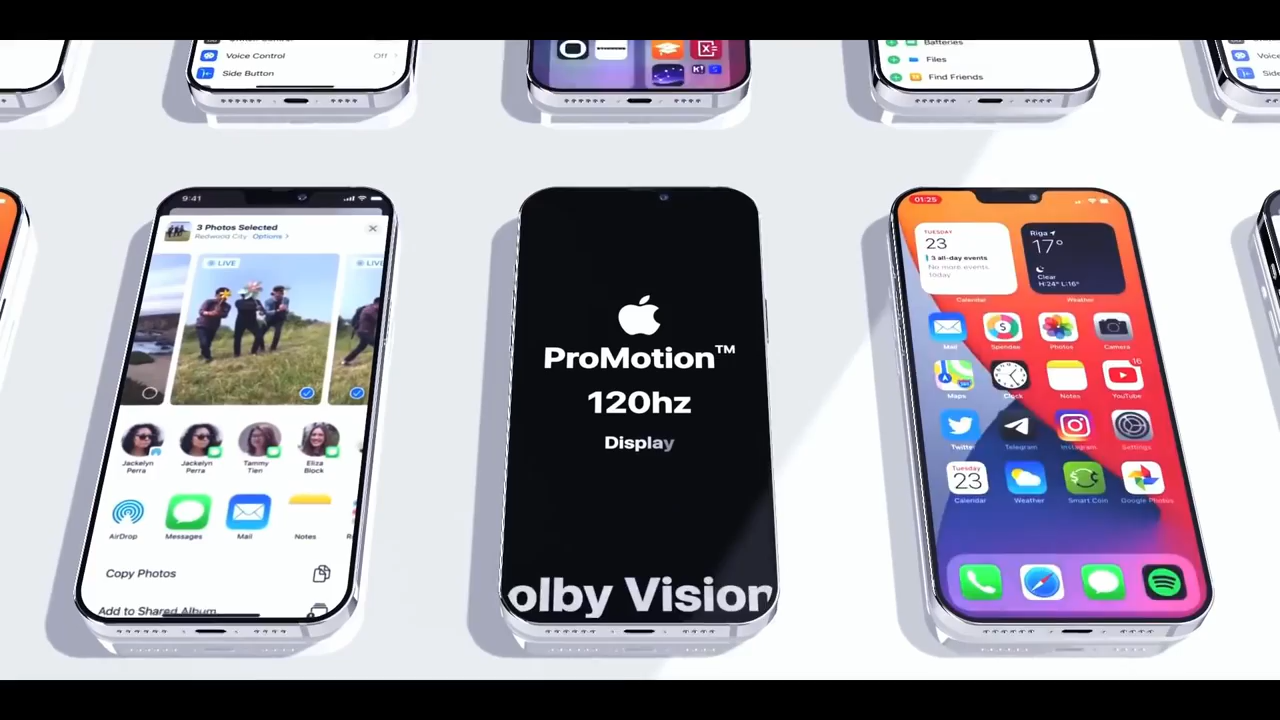 Voice Control
Off
Side Button
Batteries
Files
Find Friends
9:41
3 Photos Selected
Redwood City Options >
LIVE
LIVE
Jackelyn
Perra
Jackelyn
Perra
Tammy
Tien
Eliza
Block
AirDrop
Messages
Mail
Notes
Copy Photos
Add to Shared Album
ProMotion™
120hz
Display
olby Vision
01:25
TUESDAY
23
3 all-day events
No more events
today
Calendar
Riga
17°
Clear
H:24° L:16°
Weather
Mail
Spendee
Photos
Camera
16
Maps
Clock
Notes
YouTube
Twitter
Telegram
Instagram
Settings
Tuesday
23
Calendar
Weather
Smart Coin
Google Photos